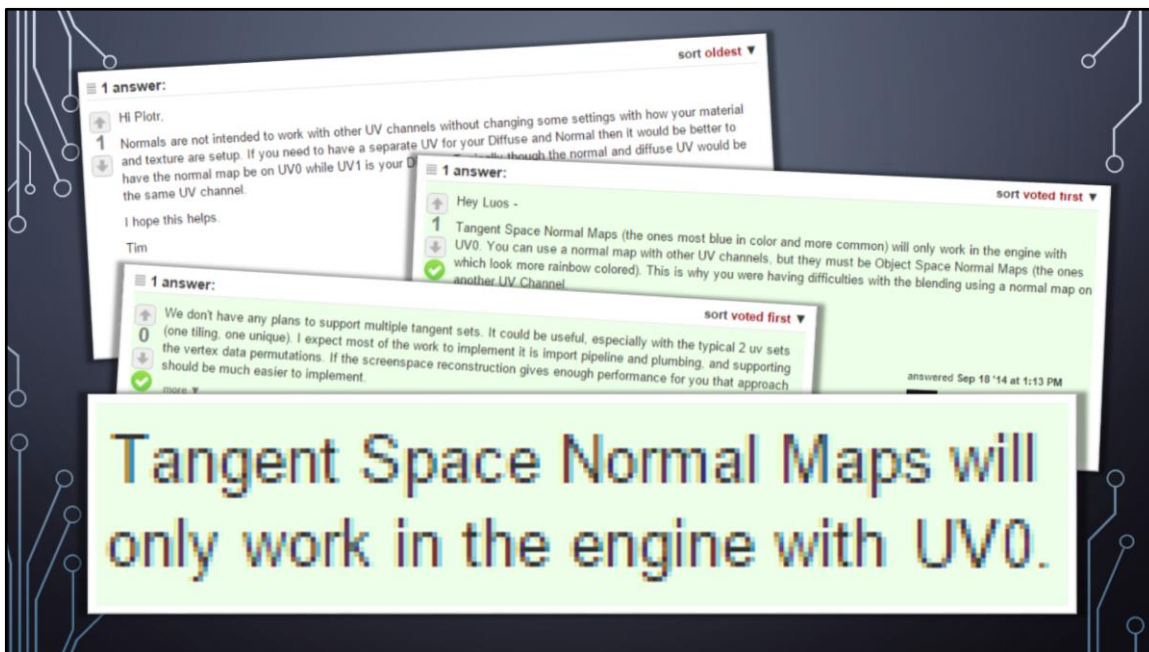 sort oldest ▼
1 answer:
Hi Piotr,
1
Normals are not intended to work with other UV channels without changing some settings with how your material
and texture are setup. If you need to have a separate UV for your Diffuse and Normal then it would be better to
have the normal map be on UV0 while UV1 is your though the normal and diffuse UV would be
the same UV channel.
I hope this helps.
Tim
1 answer:
sort voted first ▼
Hey Luos -
1
Tangent Space Normal Maps (the ones most blue in color and more common) will only work in the engine with
UV0. You can use a normal map with other UV channels, but they must be Object Space Normal Maps (the ones
which look more rainbow colored). This is why you were having difficulties with the blending using a normal map on
another UV Channel
answered Sep 18 '14 at 1:13 PM
1 answer:
sort voted first ▼
0
We don't have any plans to support multiple tangent sets. It could be useful, especially with the typical 2 uv sets
(one tiling, one unique). I expect most of the work to implement it is import pipeline and plumbing, and supporting
the vertex data permutations. If the screenspace reconstruction gives enough performance for you that approach
should be much easier to implement.
more ▼
Tangent Space Normal Maps will
only work in the engine with UV0.